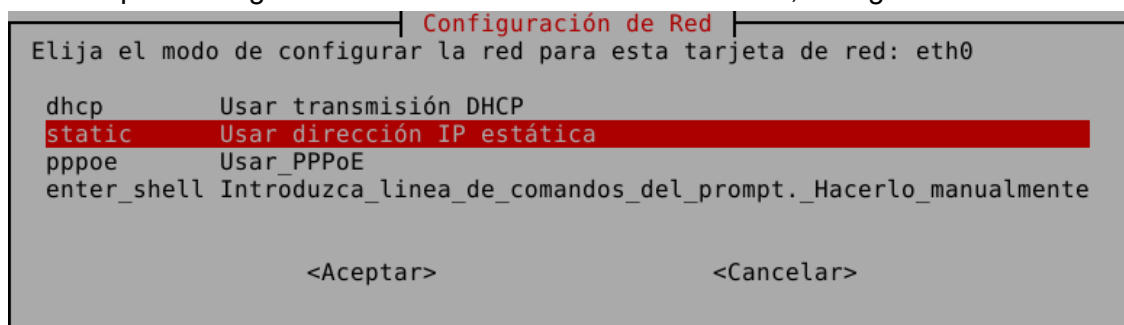 Configuración de Red
Elija el modo de configurar la red para esta tarjeta de red: eth0
dhcp Usar transmisión DHCP
static Usar dirección IP estática
pppoe Usar_PPPoE
enter_shell Introduzca_linea_de_comandos_del_prompt._Hacerlo_manualmente
<Aceptar> <Cancelar>